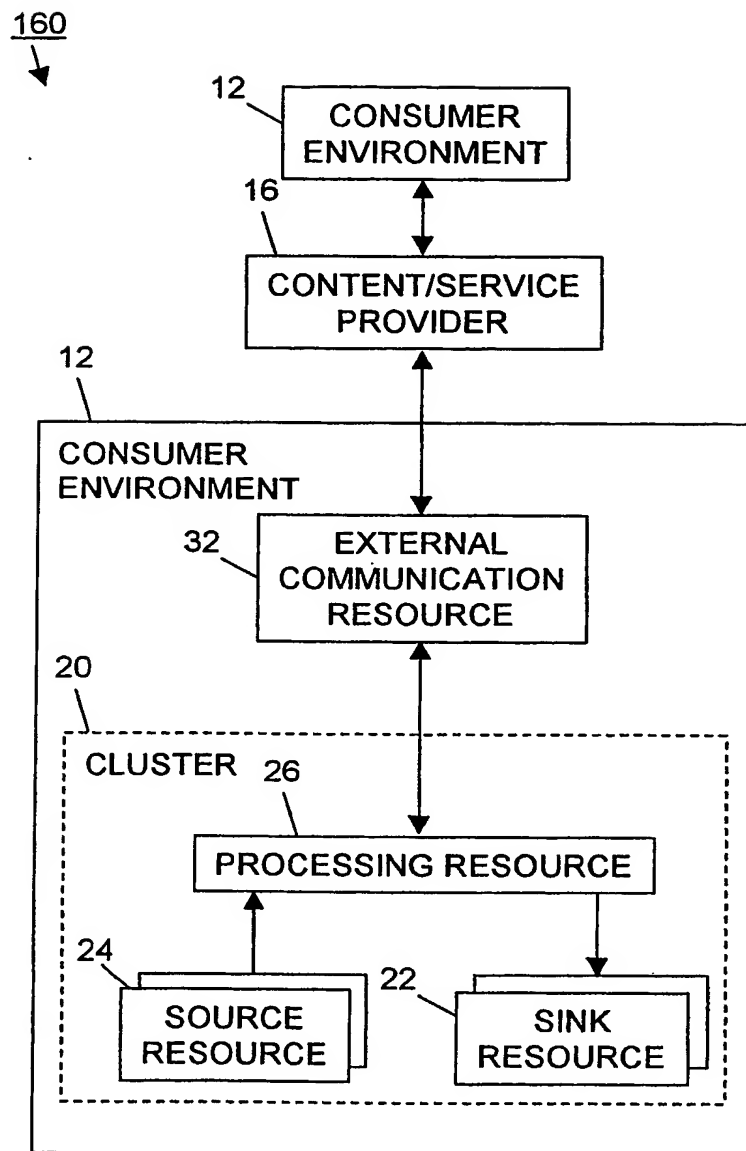 160
12
CONSUMER
ENVIRONMENT
16
CONTENT/SERVICE
PROVIDER
12
CONSUMER
ENVIRONMENT
32
EXTERNAL
COMMUNICATION
RESOURCE
20
CLUSTER
26
PROCESSING RESOURCE
24
SOURCE
RESOURCE
22
SINK
RESOURCE